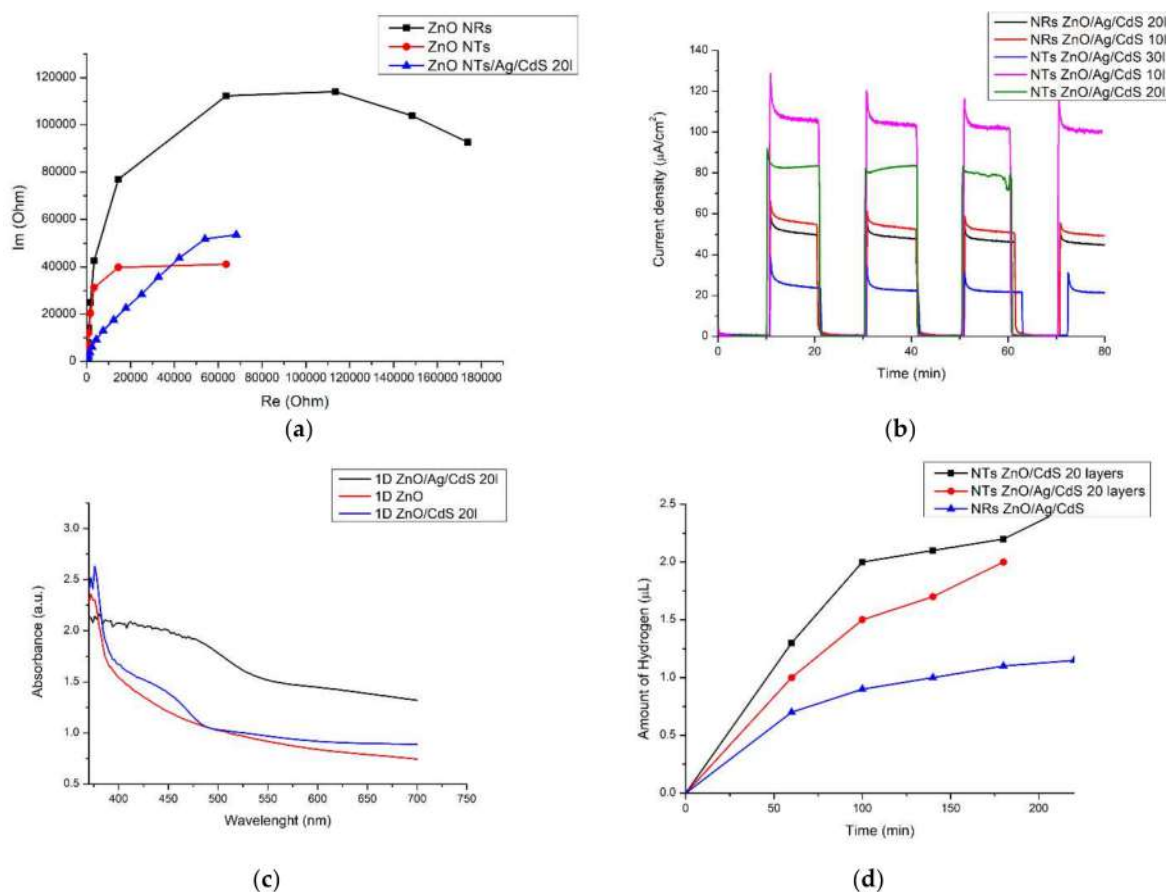 ZnO NRs
ZnO NTs
ZnO NTs/Ag/CdS 20l
120000
100000
80000
60000
40000
20000
0
Im (Ohm)
0 20000 40000 60000 80000 100000 120000 140000 160000 180000
Re (Ohm)
(a)
NRs ZnO/Ag/CdS 20l
NRs ZnO/Ag/CdS 10l
NTs ZnO/Ag/CdS 30l
NTs ZnO/Ag/CdS 10l
NTs ZnO/Ag/CdS 20l
140
120
100
80
60
40
20
0
Current density (µA/cm²)
0 20 40 60 80
Time (min)
(b)
1D ZnO/Ag/CdS 20l
1D ZnO
1D ZnO/CdS 20l
3.0
2.5
2.0
1.5
1.0
0.5
Absorbance (a.u.)
400 450 500 550 600 650 700 750
Wavelenght (nm)
(c)
NTs ZnO/CdS 20 layers
NTs ZnO/Ag/CdS 20 layers
NRs ZnO/Ag/CdS
2.5
2.0
1.5
1.0
0.5
0.0
Amount of Hydrogen (µL)
0 50 100 150 200
Time (min)
(d)